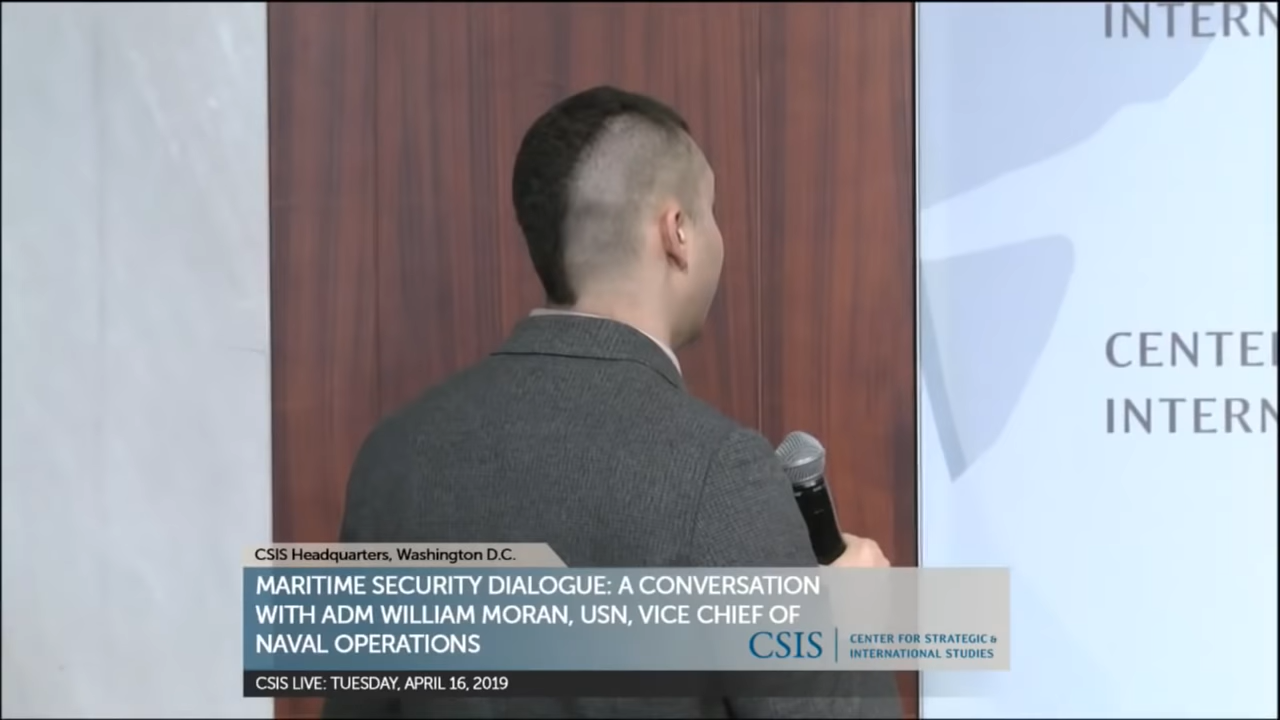 INTERN
CENTE
INTERN
CSIS Headquarters, Washington D.C.
MARITIME SECURITY DIALOGUE: A CONVERSATION
WITH ADM WILLIAM MORAN, USN, VICE CHIEF OF
NAVAL OPERATIONS
CSIS
CENTER FOR STRATEGIC &
INTERNATIONAL STUDIES
CSIS LIVE: TUESDAY, APRIL 16, 2019